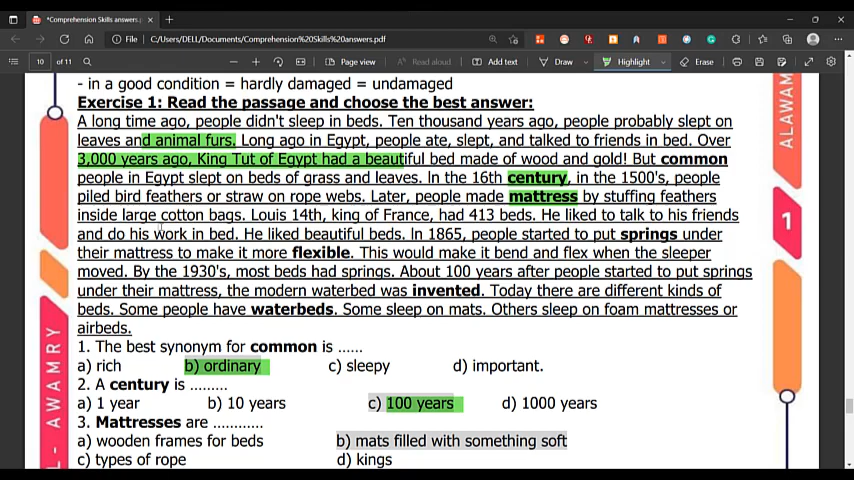 *Comprehension Skills answers.p
File
C:/Users/DELL/Documents/Comprehension%20Skills%20answers.pdf
10 of 11
Page view
Read aloud
Add text
Draw
Highlight
Erase
- in a good condition = hardly damaged = undamaged
Exercise 1: Read the passage and choose the best answer:
A long time ago, people didn't sleep in beds. Ten thousand years ago, people probably slept on
leaves and animal furs. Long ago in Egypt, people ate, slept, and talked to friends in bed. Over
3,000 years ago, King Tut of Egypt had a beautiful bed made of wood and gold! But common
people in Egypt slept on beds of grass and leaves. In the 16th century, in the 1500's, people
piled bird feathers or straw on rope webs. Later, people made mattress by stuffing feathers
inside large cotton bags. Louis 14th, king of France, had 413 beds. He liked to talk to his friends
and do his work in bed. He liked beautiful beds. In 1865, people started to put springs under
their mattress to make it more flexible. This would make it bend and flex when the sleeper
moved. By the 1930's, most beds had springs. About 100 years after people started to put springs
under their mattress, the modern waterbed was invented. Today there are different kinds of
beds. Some people have waterbeds. Some sleep on mats. Others sleep on foam mattresses or
airbeds.
1. The best synonym for common is ......
a) rich b) ordinary c) sleepy d) important.
2. A century is .........
a) 1 year b) 10 years c) 100 years d) 1000 years
3. Mattresses are ............
a) wooden frames for beds b) mats filled with something soft
c) types of rope d) kings
L - AWAMRY
ALAWAM
1